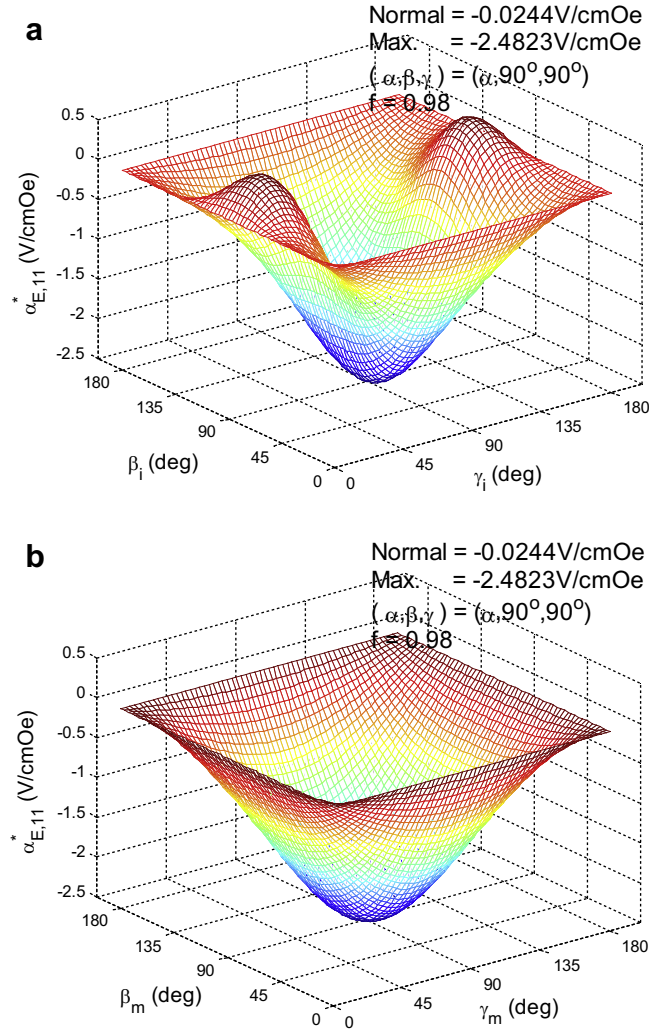 a
Normal = -0.0244V/cmOe
Max. = -2.4823V/cmOe
( α,β,γ ) = (α,90°,90°)
f = 0.98
0.5
0
-0.5
-1
-1.5
-2
-2.5
α*E,11 (V/cmOe)
180
135
90
45
0
βi (deg)
0
45
90
135
180
γi (deg)
b
Normal = -0.0244V/cmOe
Max. = -2.4823V/cmOe
( α,β,γ ) = (α,90°,90°)
f = 0.98
0.5
0
-0.5
-1
-1.5
-2
-2.5
α*E,11 (V/cmOe)
180
135
90
45
0
βm (deg)
0
45
90
135
180
γm (deg)